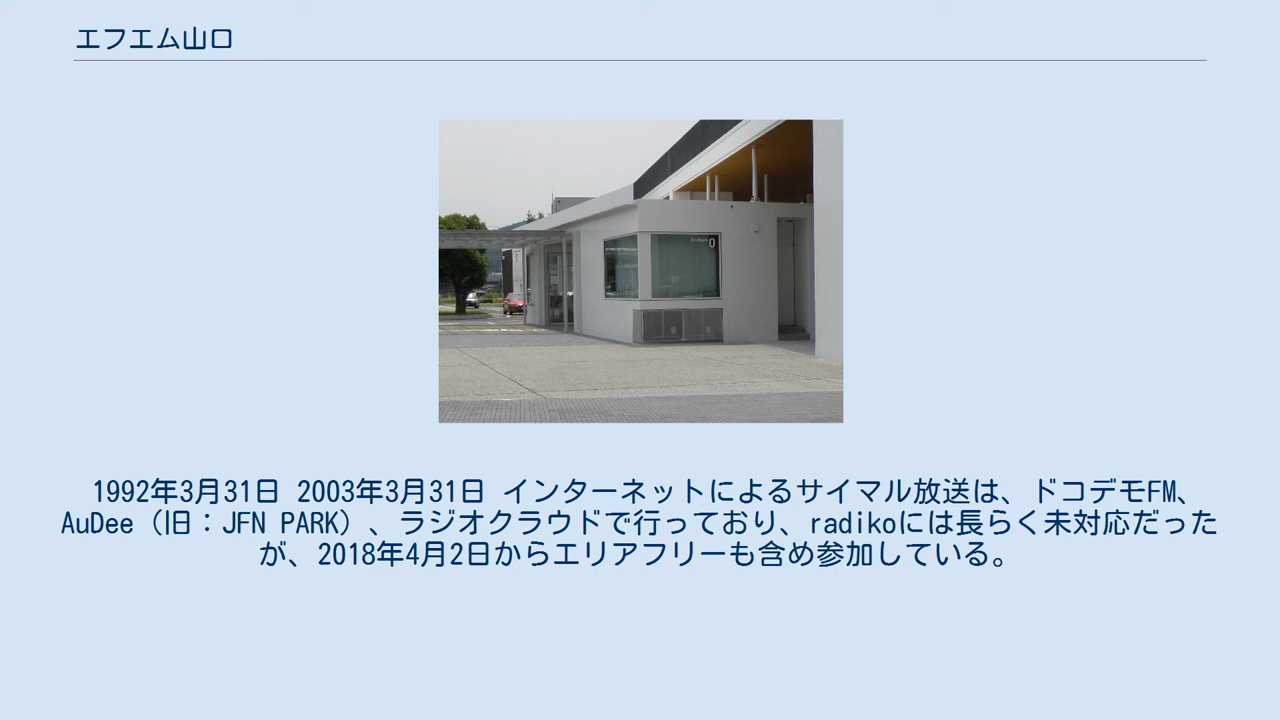 エフエム山口
1992年3月31日 2003年3月31日 インターネットによるサイマル放送は、ドコデモFM、
AuDee（旧：JFN PARK）、ラジオクラウドで行っており、radikoには長らく未対応だった
が、2018年4月2日からエリアフリーも含め参加している。